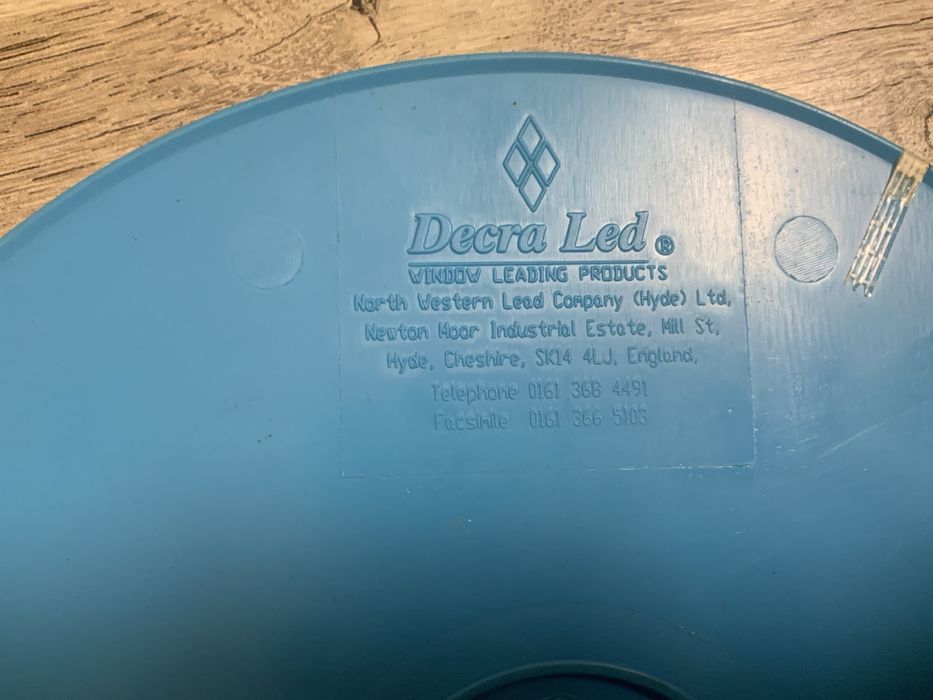 Decra Led ®
WINDOW LEADING PRODUCTS
North Western Lead Company (Hyde) Ltd,
Newton Moor Industrial Estate, Mill St,
Hyde, Cheshire, SK14 4LJ, England,
Telephone 0161 368 4491
Facsimile 0161 366 5103